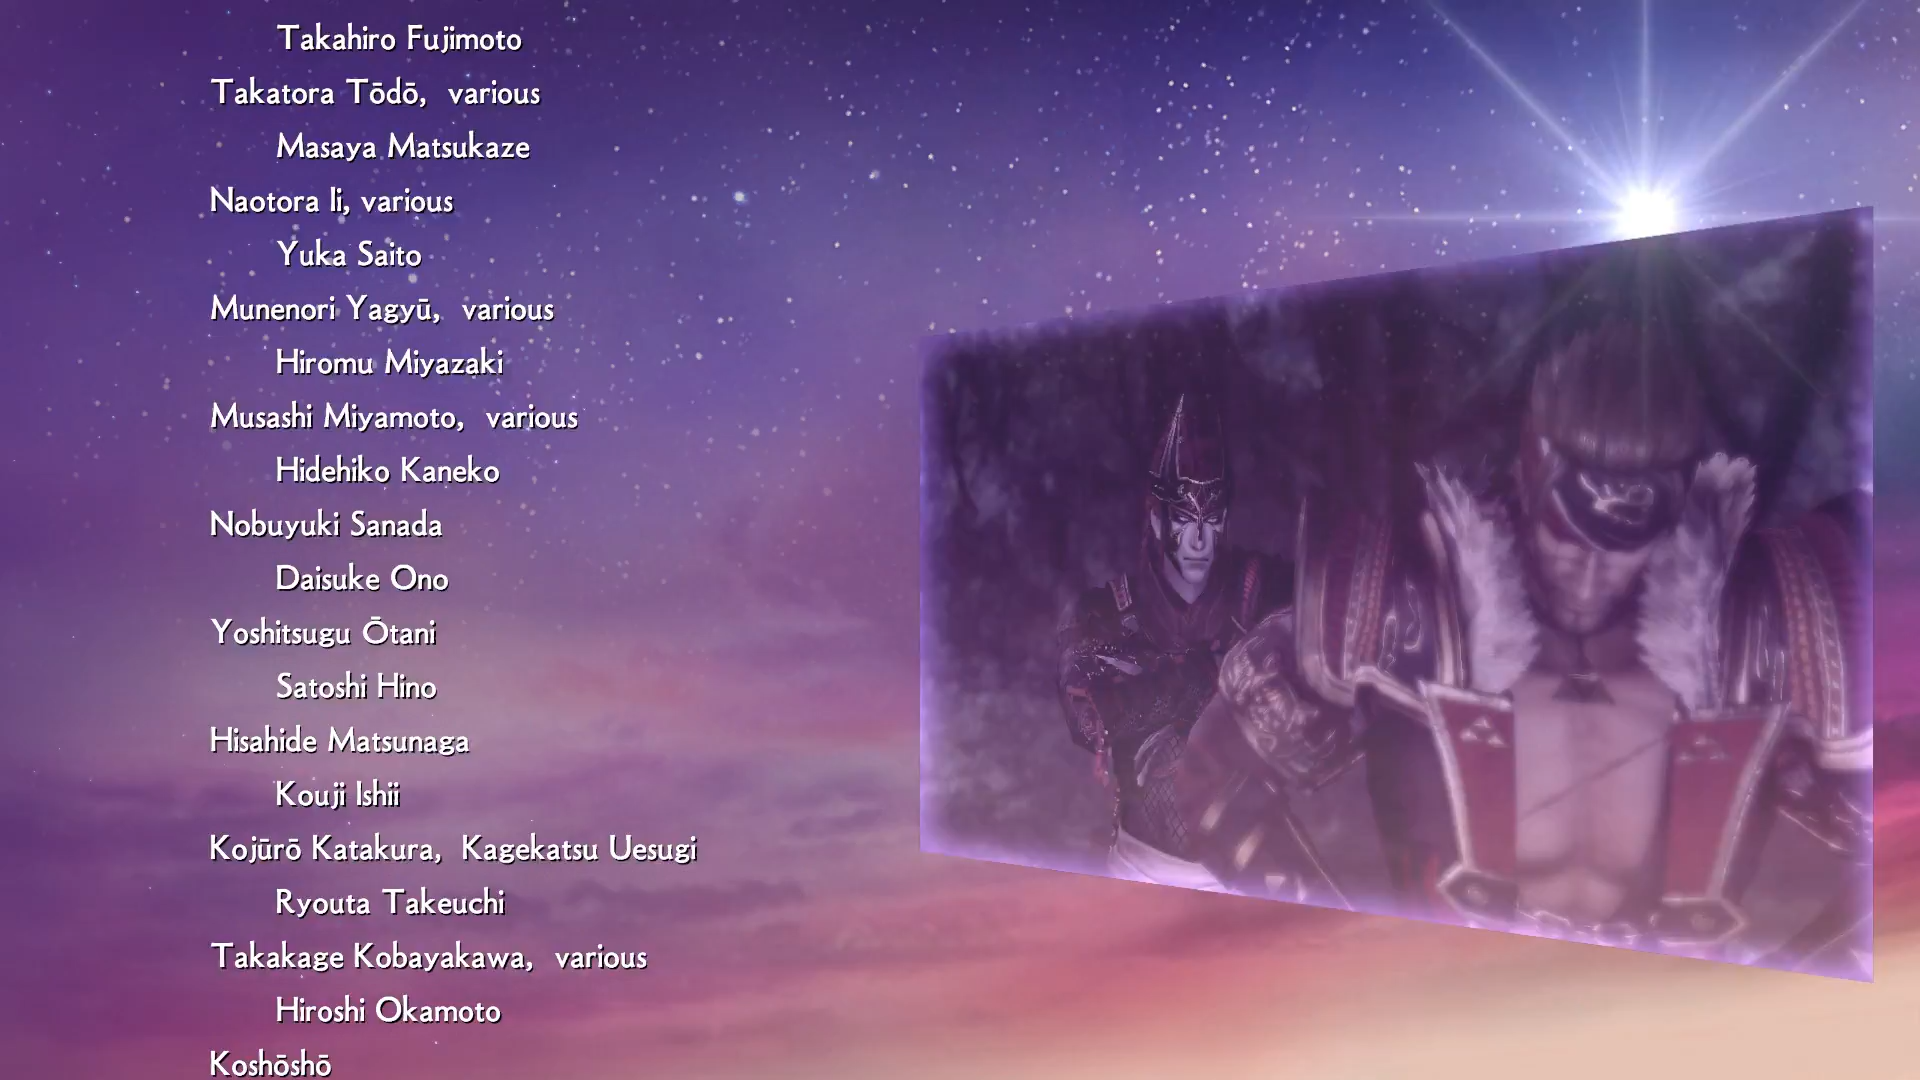 Takahiro Fujimoto
Takatora Tōdō, various
Masaya Matsukaze
Naotora Ii, various
Yuka Saito
Munenori Yagyū, various
Hiromu Miyazaki
Musashi Miyamoto, various
Hidehiko Kaneko
Nobuyuki Sanada
Daisuke Ono
Yoshitsugu Ōtani
Satoshi Hino
Hisahide Matsunaga
Kouji Ishii
Kojūrō Katakura, Kagekatsu Uesugi
Ryouta Takeuchi
Takakage Kobayakawa, various
Hiroshi Okamoto
Koshōshō